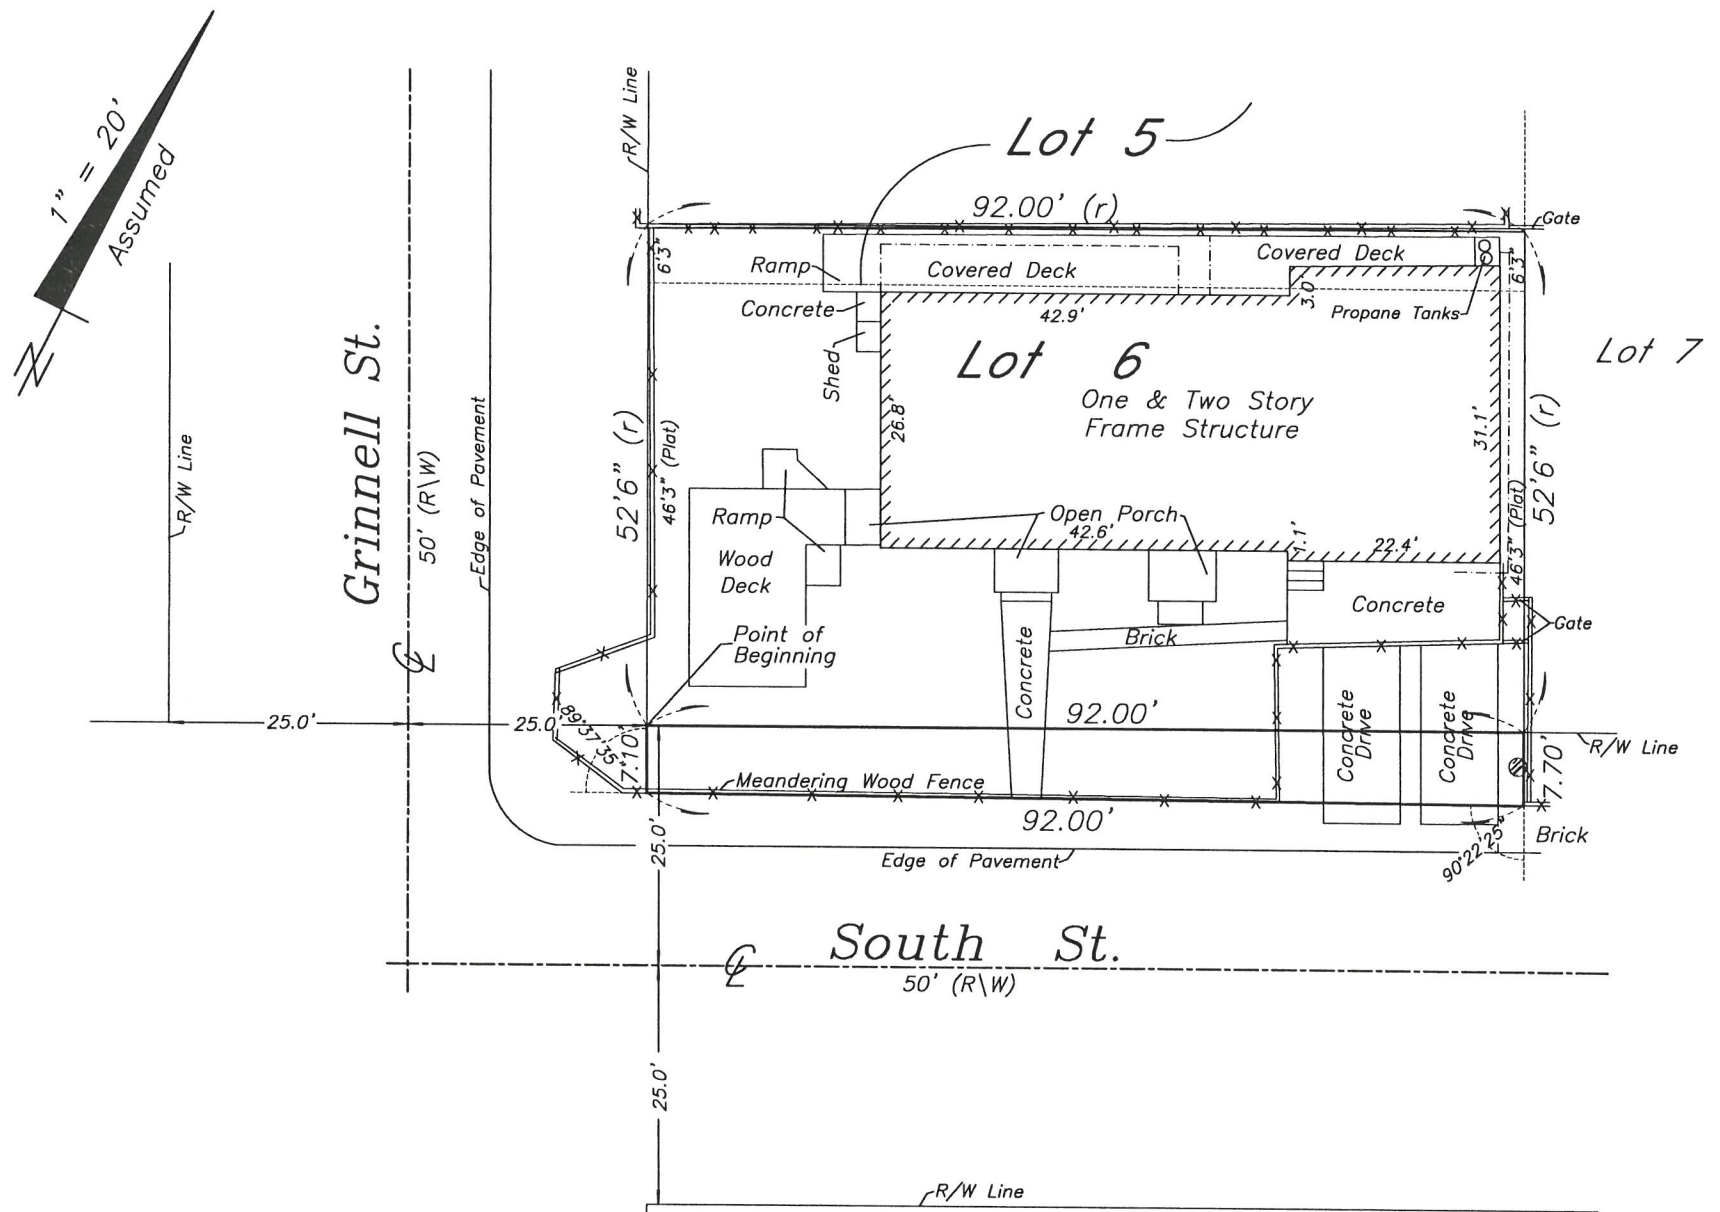 1" = 20'
Assumed
N
R/W Line
Grinnell St.
50' (R\W)
Edge of Pavement
R/W Line
Lot 5
92.00' (r)
Gate
6'3"
Ramp
Covered Deck
Covered Deck
6'3"
Concrete
42.9'
3.0'
Propane Tanks
Shed
Lot 6
Lot 7
One & Two Story
Frame Structure
52'6" (r)
46'3" (Plat)
26.8'
31.1'
52'6" (r)
46'3" (Plat)
Ramp
Open Porch
42.6'
1.1'
22.4'
Wood
Deck
Concrete
Gate
Point of
Beginning
Brick
Concrete
℄
25.0'
25.0'
89°37'35"
7.10'
92.00'
Concrete
Drive
Concrete
Drive
R/W Line
7.70'
Meandering Wood Fence
92.00'
Brick
90°22'25"
25.0'
Edge of Pavement
South St.
℄
50' (R\W)
25.0'
R/W Line